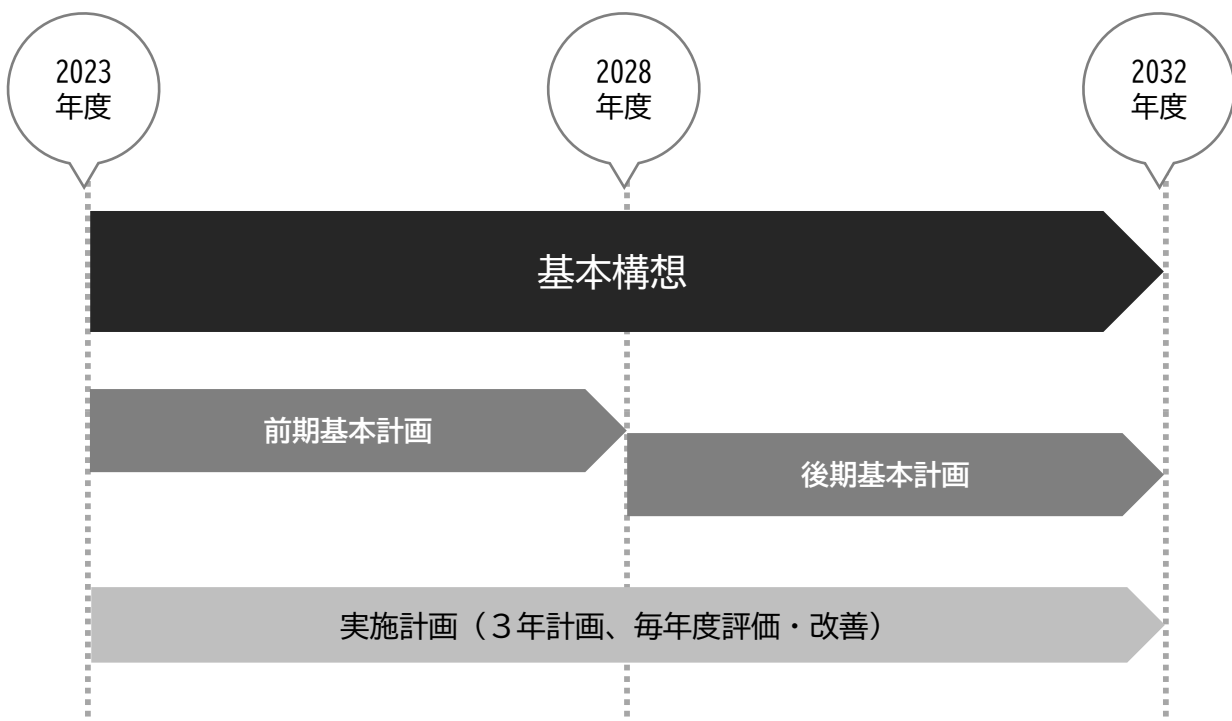 2023
年度
2028
年度
2032
年度
基本構想
前期基本計画
後期基本計画
実施計画（３年計画、毎年度評価・改善）